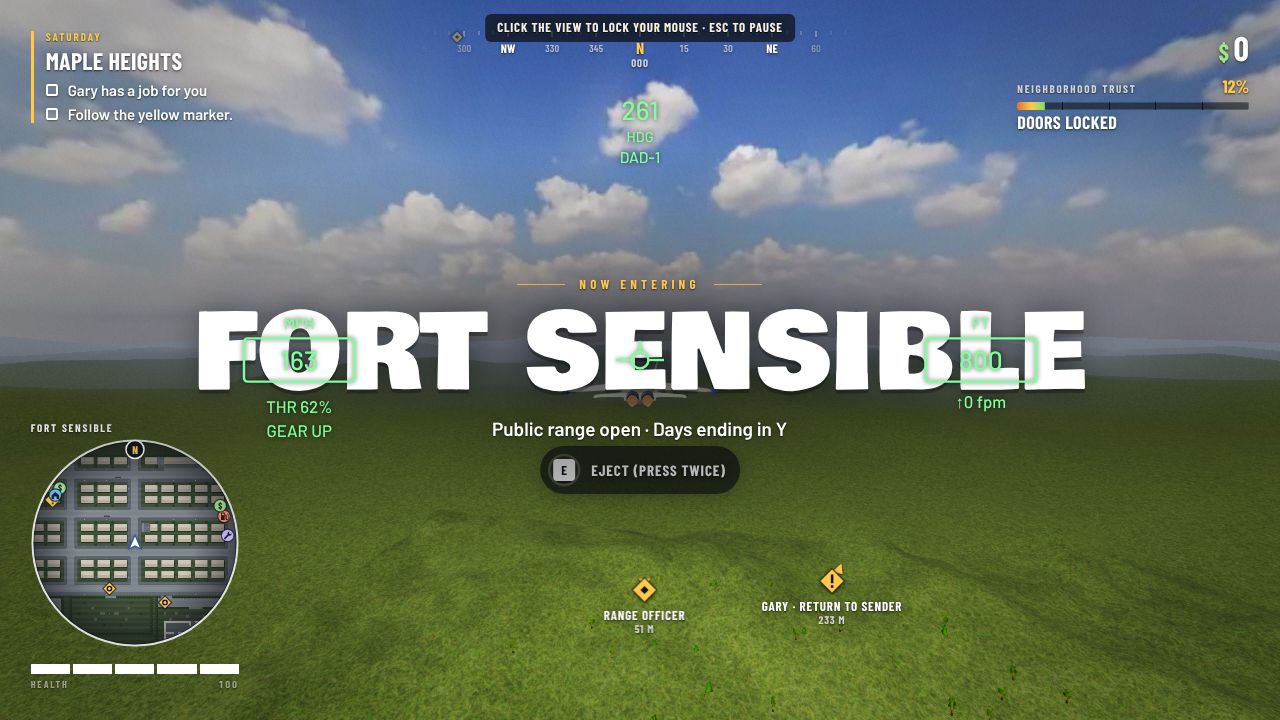 CLICK THE VIEW TO LOCK YOUR MOUSE · ESC TO PAUSE
300 NW 330 345 N 15 30 NE 60
000
SATURDAY
MAPLE HEIGHTS
Gary has a job for you
Follow the yellow marker.
$0
NEIGHBORHOOD TRUST 12%
DOORS LOCKED
261
HDG
DAD-1
NOW ENTERING
FORT SENSIBLE
MPH
163
THR 62%
GEAR UP
FT
800
↑0 fpm
Public range open · Days ending in Y
E EJECT (PRESS TWICE)
FORT SENSIBLE
N
RANGE OFFICER
51 M
GARY · RETURN TO SENDER
233 M
HEALTH 100